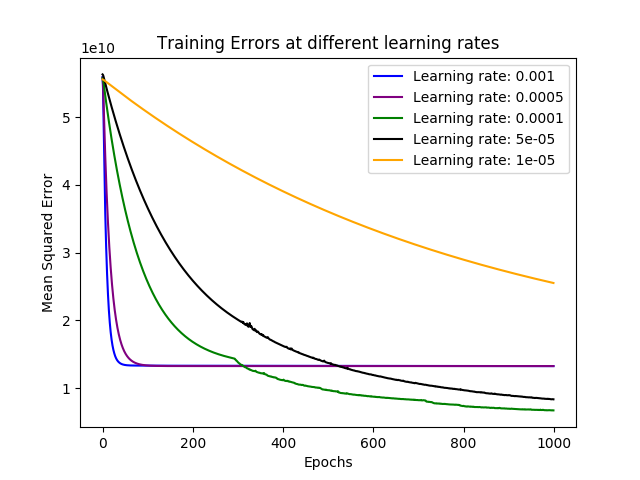 Training Errors at different learning rates
1e10
Learning rate: 0.001
Learning rate: 0.0005
Learning rate: 0.0001
Learning rate: 5e-05
Learning rate: 1e-05
5
4
3
2
1
Mean Squared Error
0 200 400 600 800 1000
Epochs